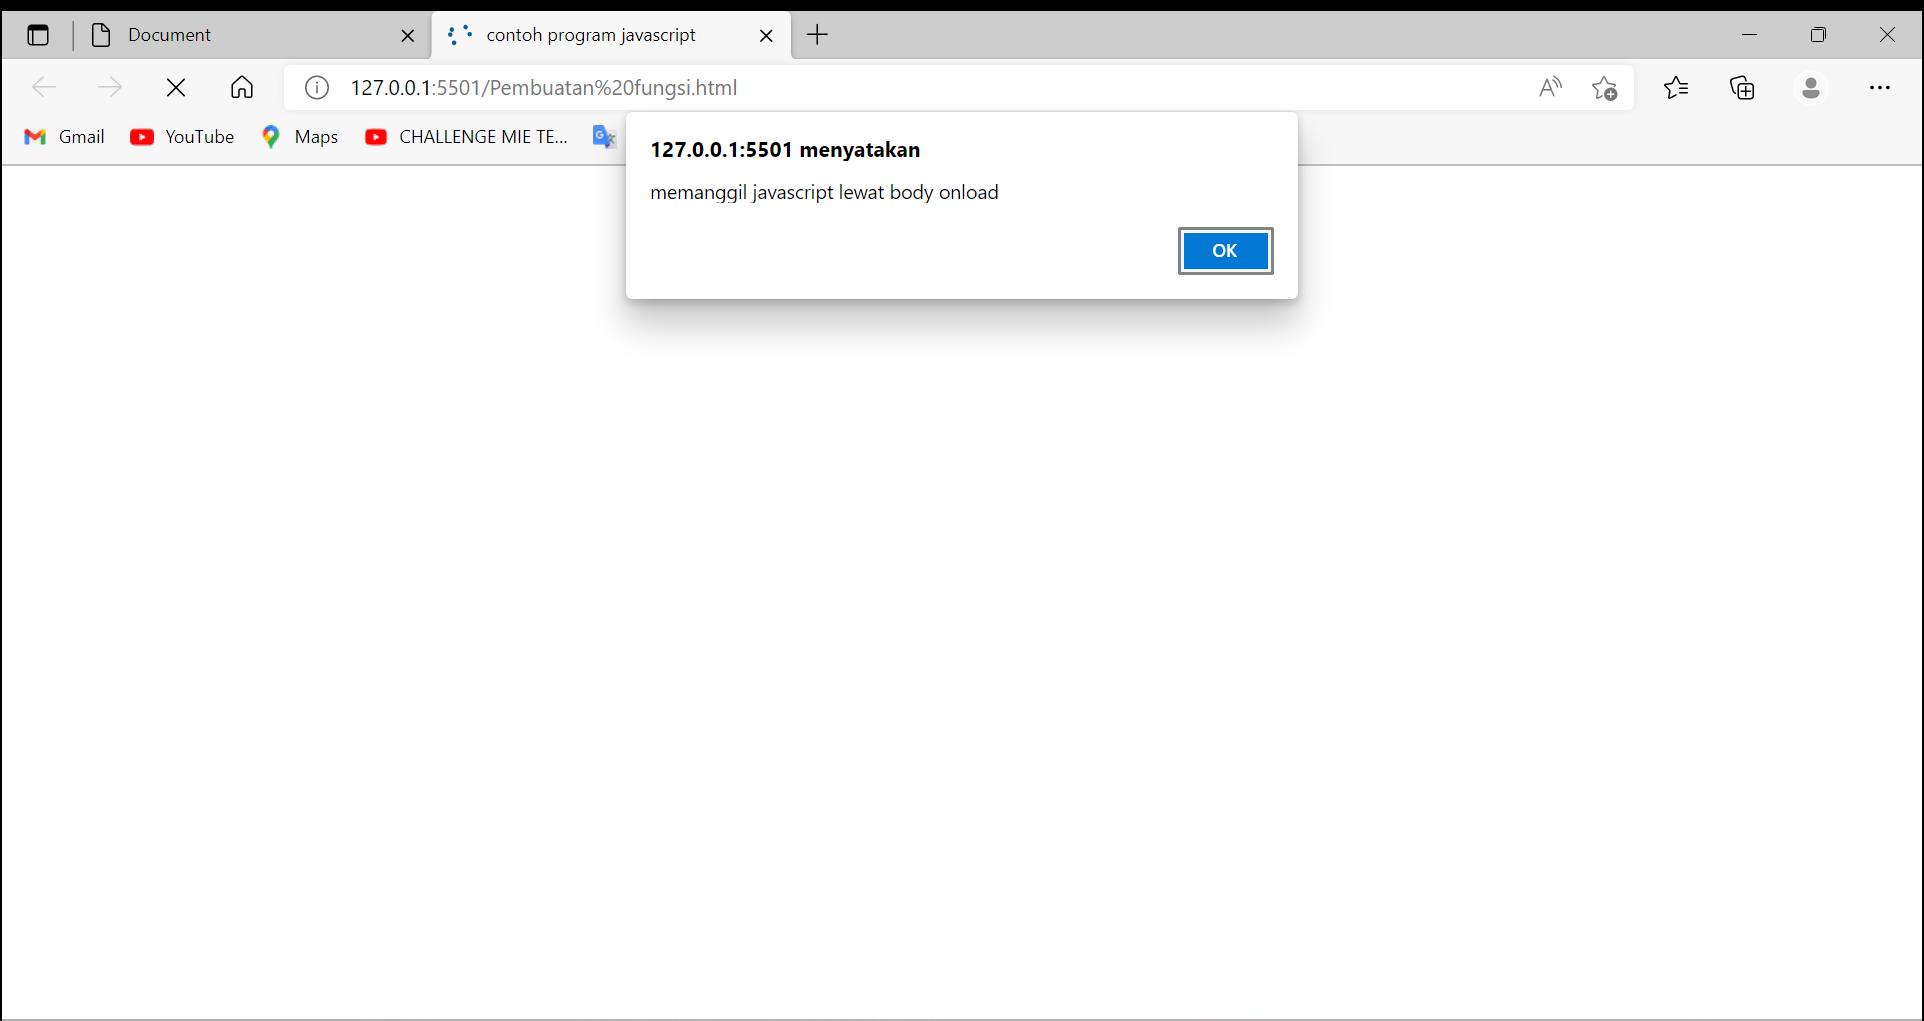 Document
contoh program javascript
127.0.0.1:5501/Pembuatan%20fungsi.html
Gmail YouTube Maps CHALLENGE MIE TE...
127.0.0.1:5501 menyatakan
memanggil javascript lewat body onload
OK